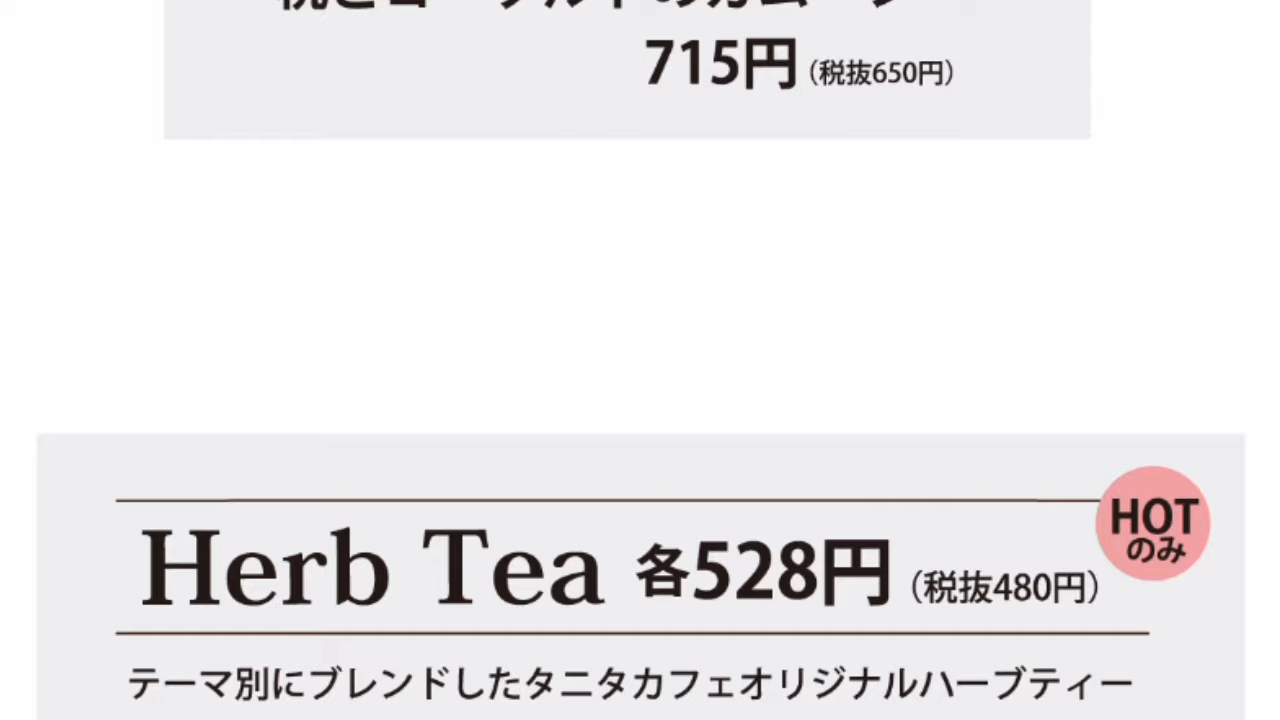 715円（税抜650円）
HOT
のみ
Herb Tea 各528円（税抜480円）
テーマ別にブレンドしたタニタカフェオリジナルハーブティー